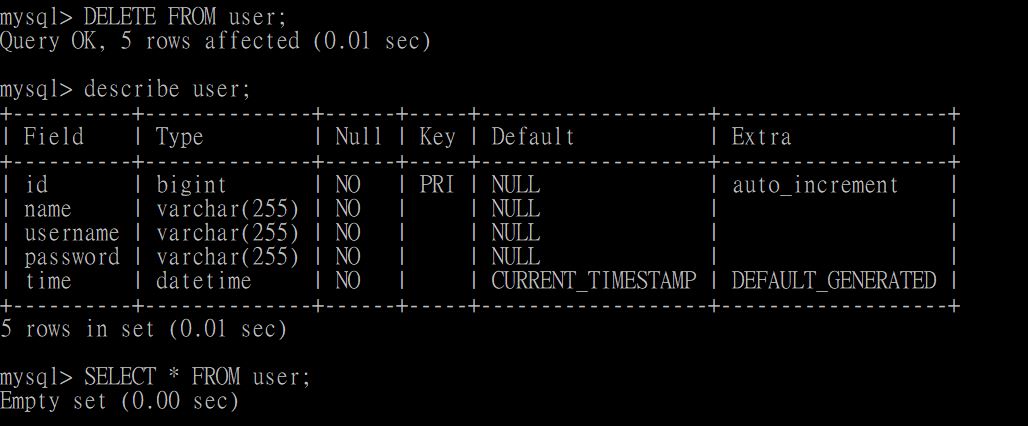 mysql> DELETE FROM user;
Query OK, 5 rows affected (0.01 sec)

mysql> describe user;
+----------+--------------+------+-----+-------------------+-------------------+
| Field    | Type         | Null | Key | Default           | Extra             |
+----------+--------------+------+-----+-------------------+-------------------+
| id       | bigint       | NO   | PRI | NULL              | auto_increment    |
| name     | varchar(255) | NO   |     | NULL              |                   |
| username | varchar(255) | NO   |     | NULL              |                   |
| password | varchar(255) | NO   |     | NULL              |                   |
| time     | datetime     | NO   |     | CURRENT_TIMESTAMP | DEFAULT_GENERATED |
+----------+--------------+------+-----+-------------------+-------------------+
5 rows in set (0.01 sec)

mysql> SELECT * FROM user;
Empty set (0.00 sec)